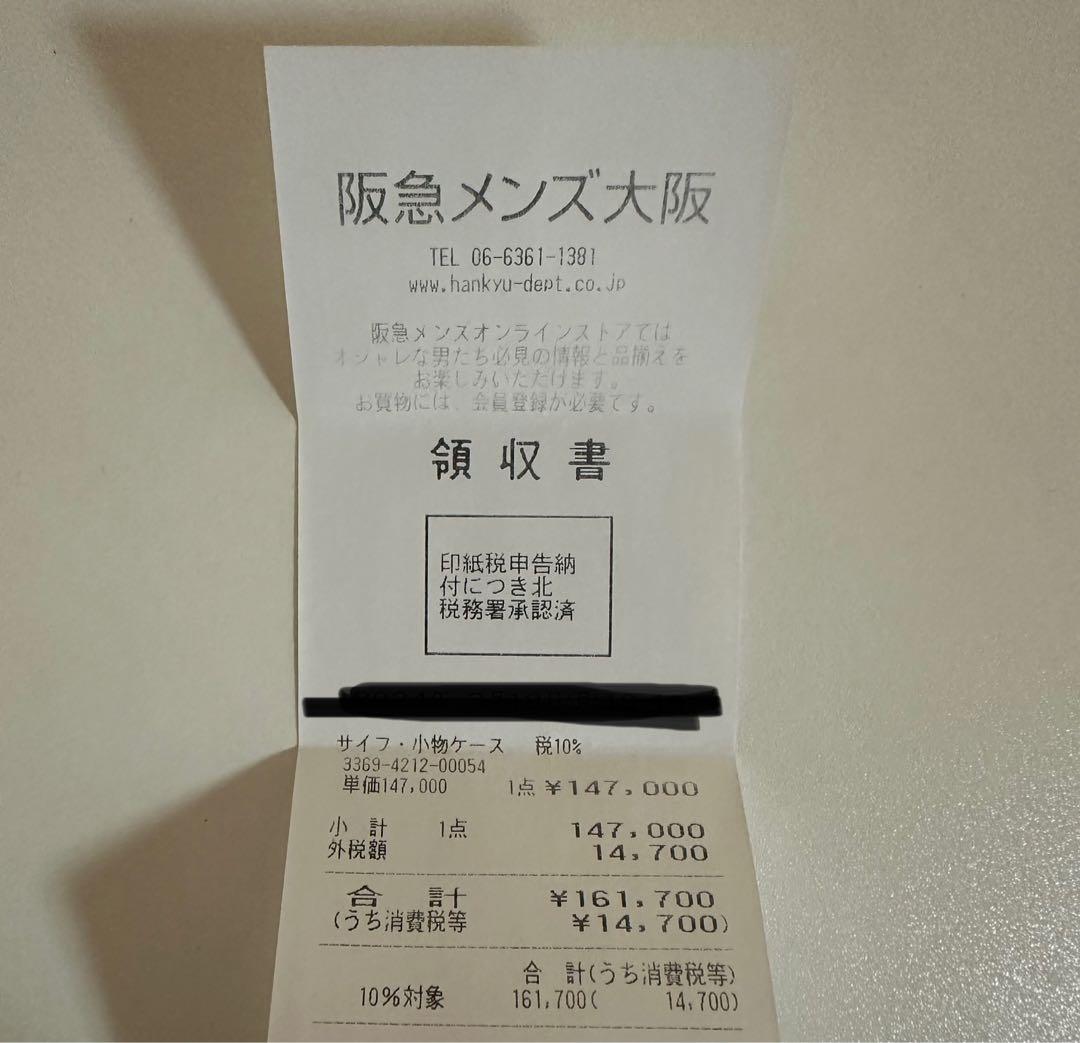 阪急メンズ大阪
TEL 06-6361-1381
www.hankyu-dept.co.jp
阪急メンズオンラインストアでは
オシャレな男たち必見の情報と品揃えを
お楽しみいただけます。
お買物には、会員登録が必要です。
領収書
印紙税申告納
付につき北
税務署承認済
サイフ・小物ケース 税10%
3369-4212-00054
単価147,000 1点 ¥147,000
小 計 1点 147,000
外税額 14,700
合 計 ¥161,700
(うち消費税等 ¥14,700)
合 計(うち消費税等)
10%対象 161,700( 14,700)